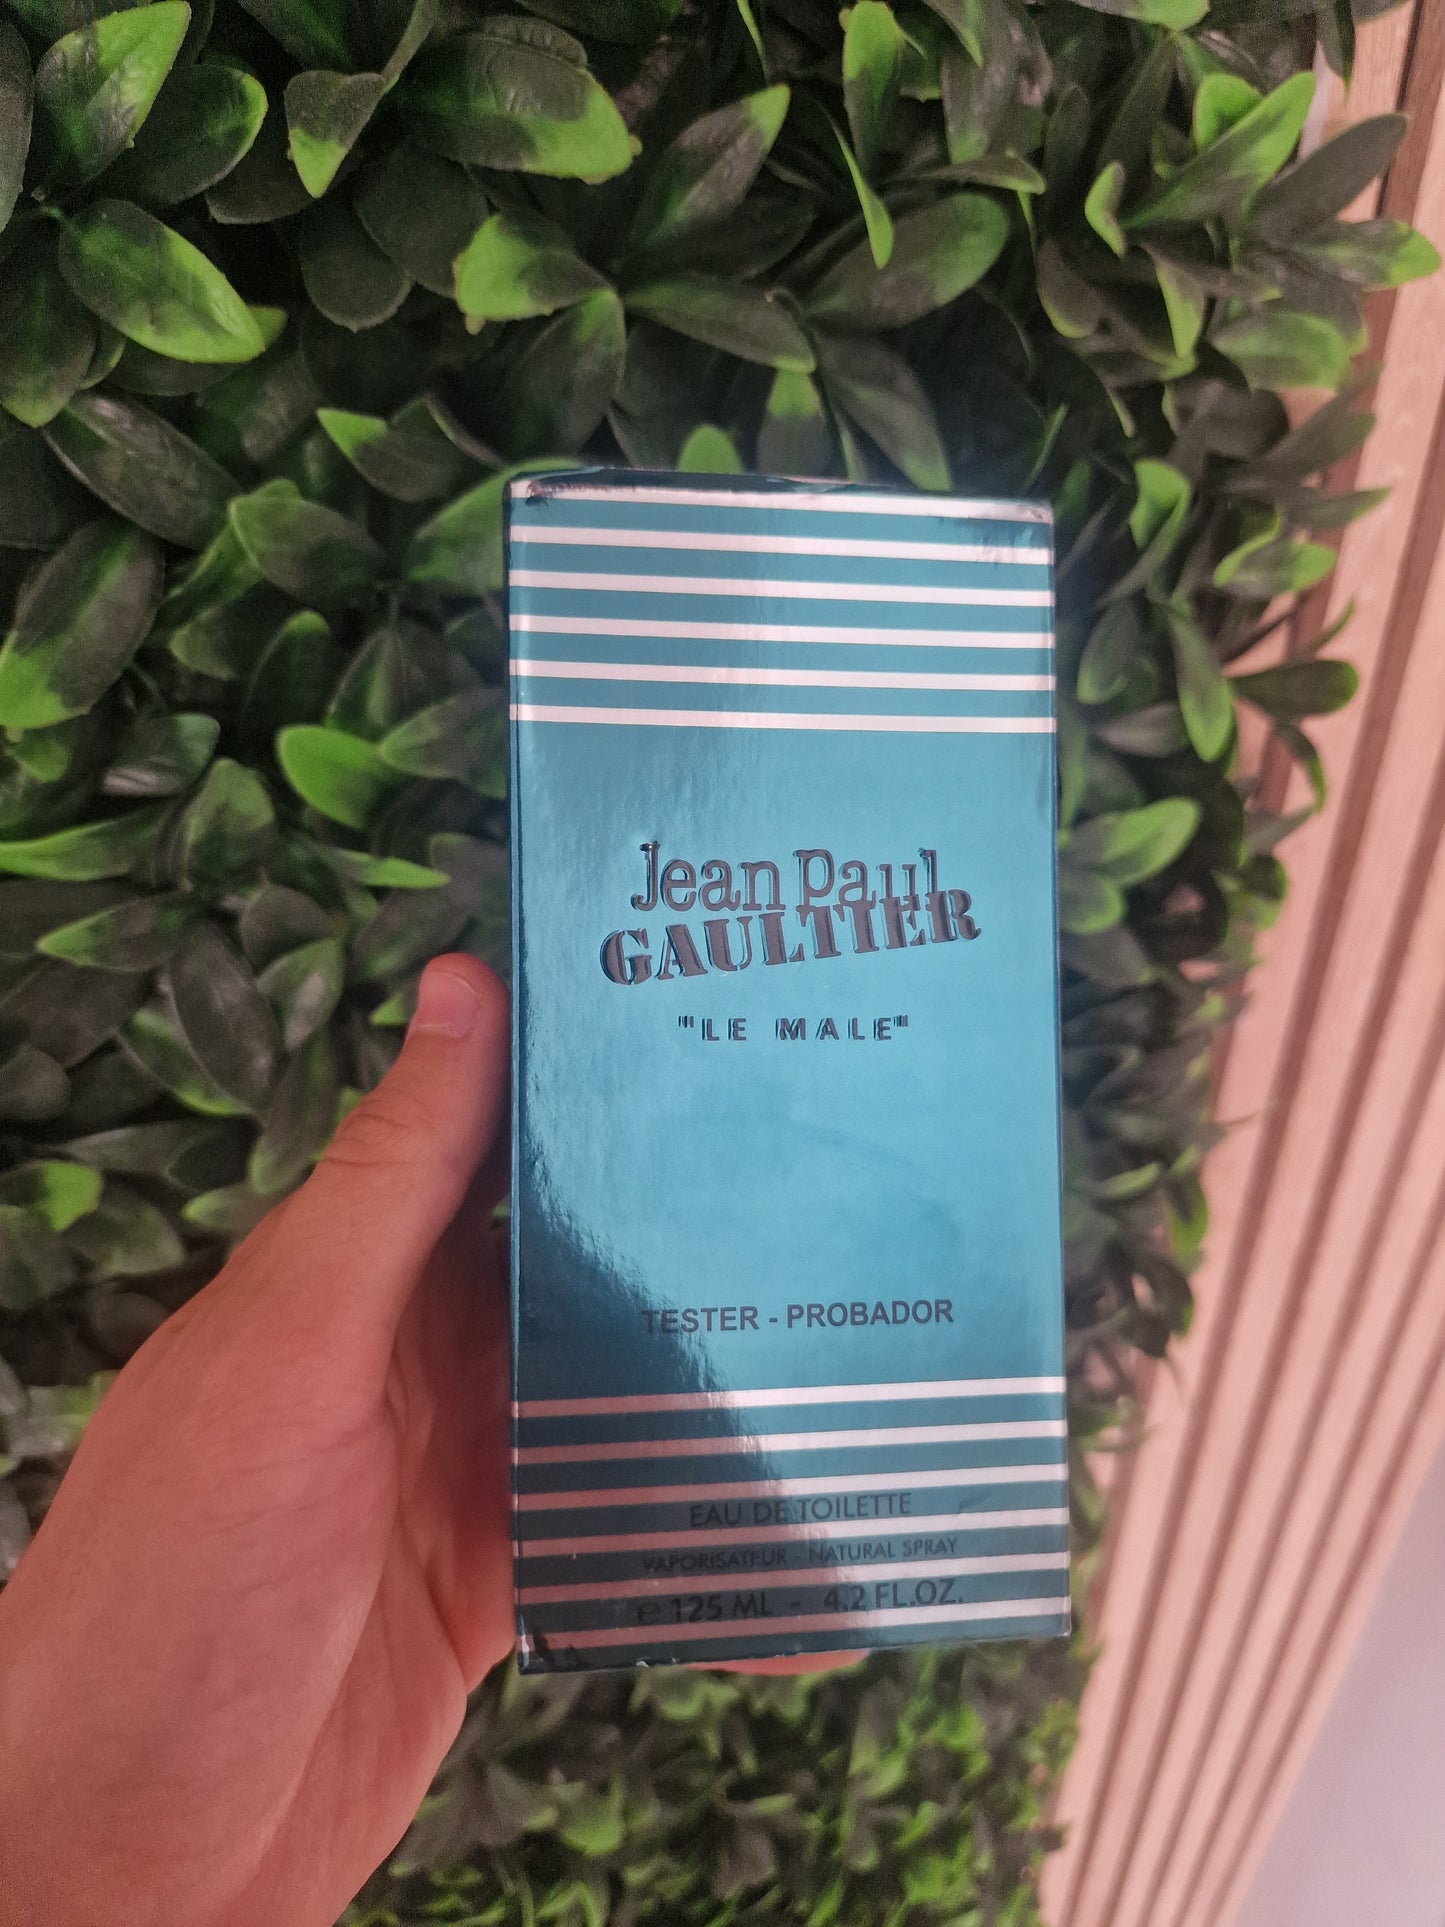 Jean Paul
GAULTIER
"LE MALE"
TESTER - PROBADOR
EAU DE TOILETTE
VAPORISATEUR - NATURAL SPRAY
℮ 125 ML - 4.2 FL.OZ.